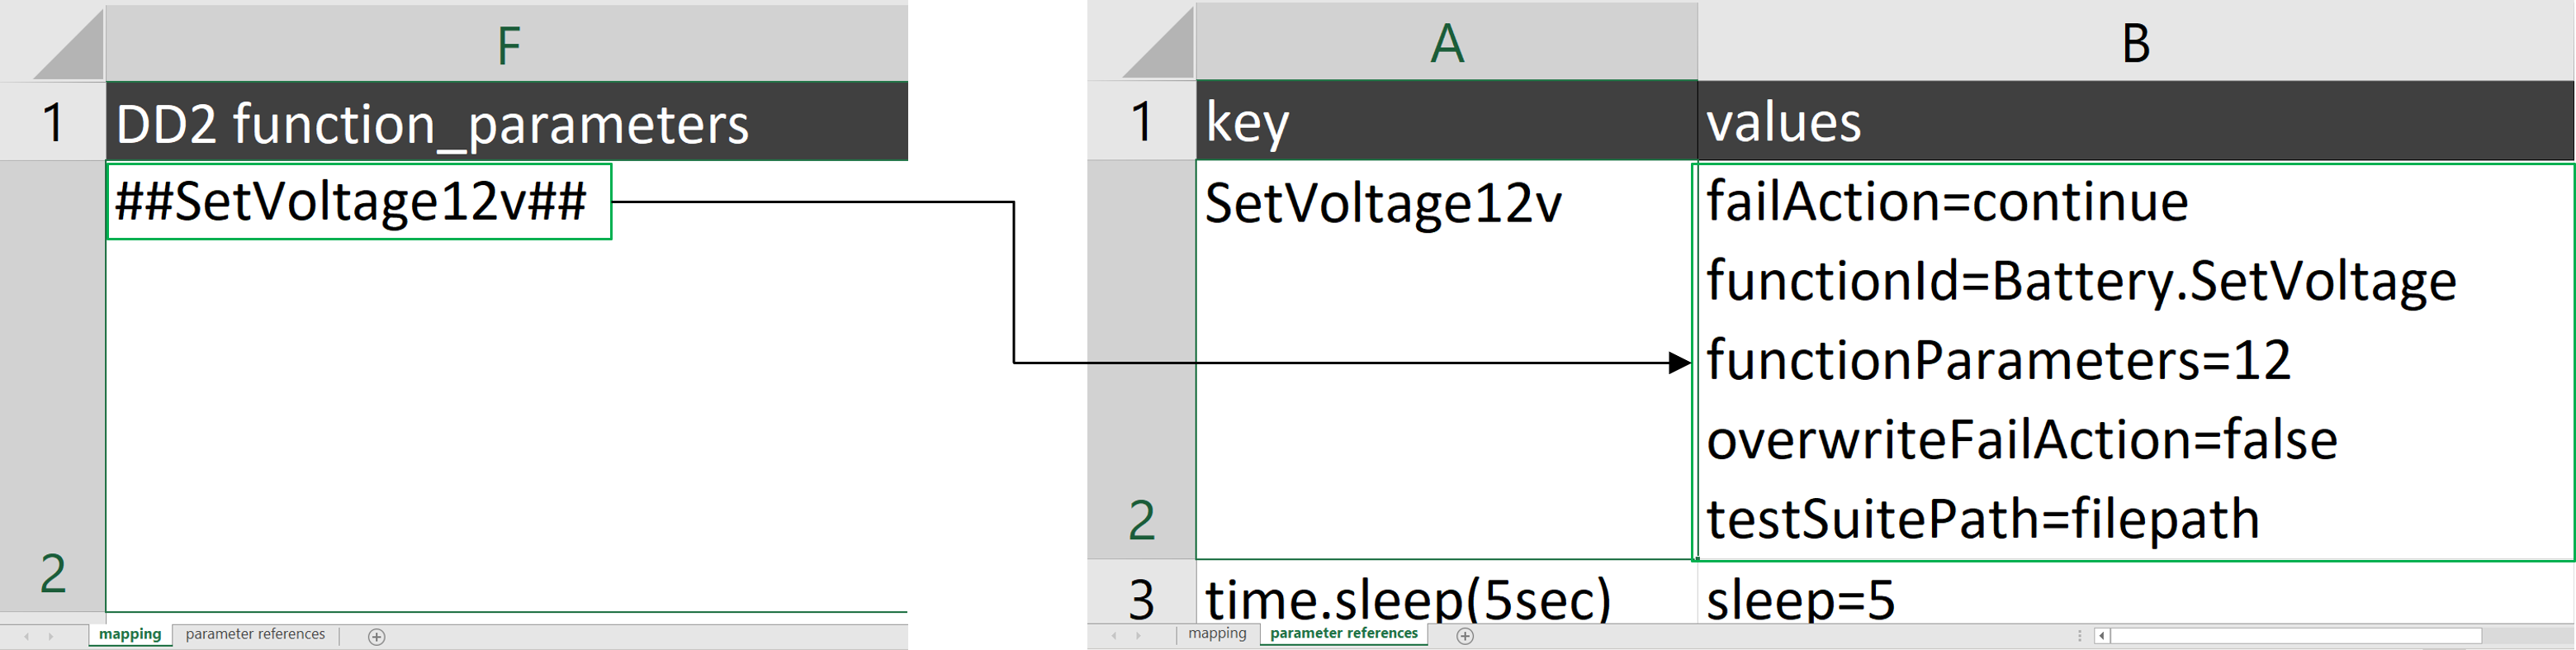 F
1 DD2 function_parameters
##SetVoltage12v##
2
mapping parameter references
A B
1 key values
SetVoltage12v failAction=continue
functionId=Battery.SetVoltage
functionParameters=12
overwriteFailAction=false
2 testSuitePath=filepath
3 time.sleep(5sec) sleep=5
mapping parameter references